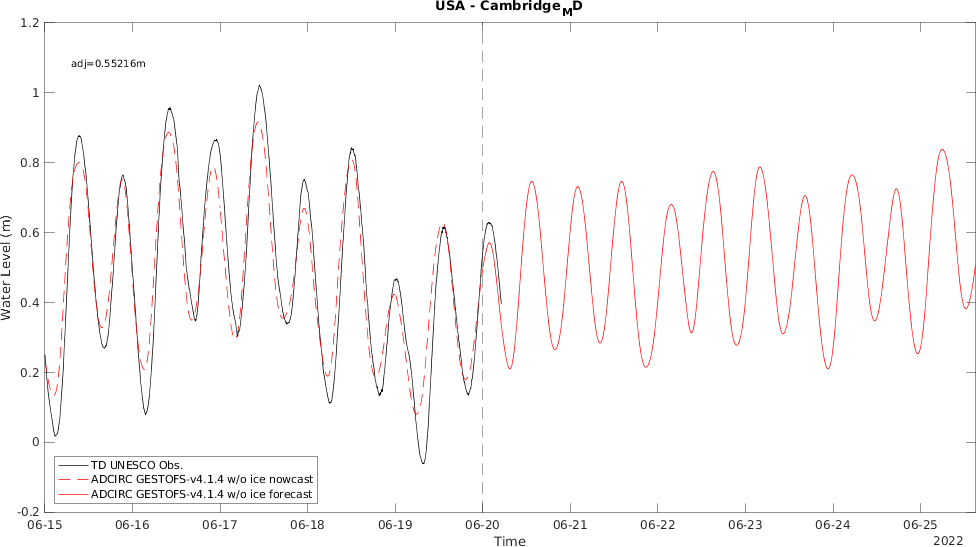 USA - Cambridge_MD
1.2
adj=0.55216m
1
0.8
0.6
0.4
0.2
0
-0.2
Water Level (m)
TD UNESCO Obs.
ADCIRC GESTOFS-v4.1.4 w/o ice nowcast
ADCIRC GESTOFS-v4.1.4 w/o ice forecast
06-15 06-16 06-17 06-18 06-19 06-20 06-21 06-22 06-23 06-24 06-25
Time
2022